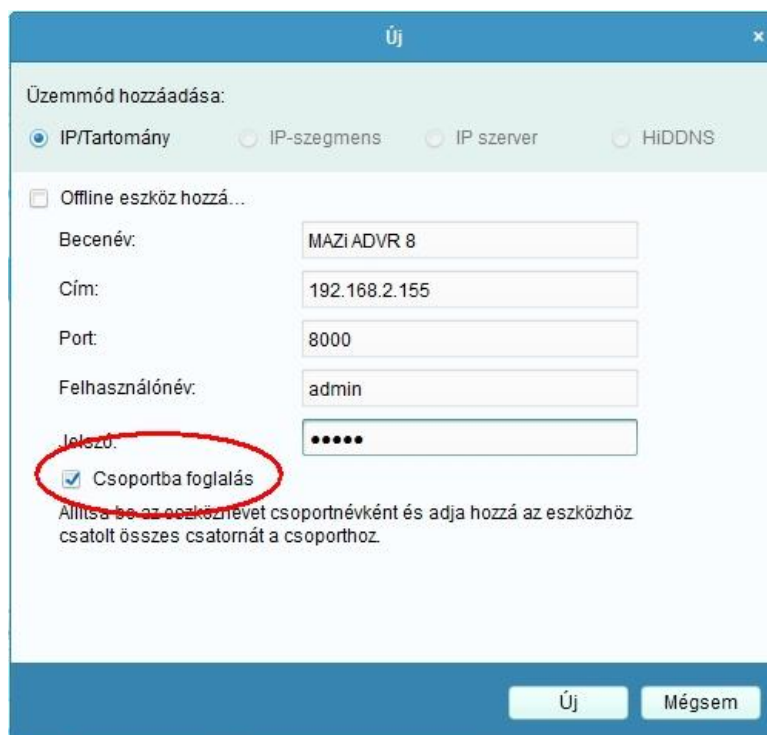 Új
×
Üzemmód hozzáadása:
IP/Tartomány IP-szegmens IP szerver HiDDNS
Offline eszköz hozzá...
Becenév: MAZi ADVR 8
Cím: 192.168.2.155
Port: 8000
Felhasználónév: admin
Jelszó: •••••
Csoportba foglalás
Állítsa be az eszköznevet csoportnévként és adja hozzá az eszközhöz
csatolt összes csatornát a csoporthoz.
Új Mégsem